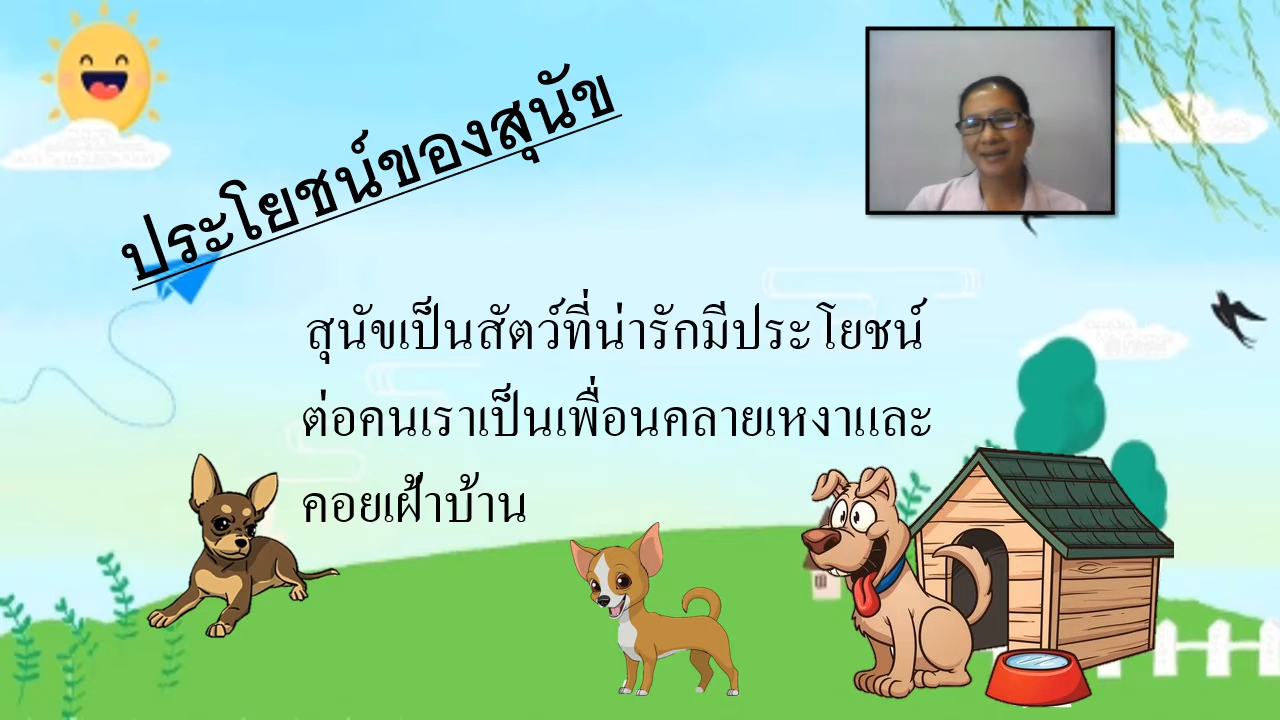 ประโยชน์ของสุนัข
สุนัขเป็นสัตว์ที่น่ารักมีประโยชน์
ต่อคนเราเป็นเพื่อนคลายเหงาและ
คอยเฝ้าบ้าน